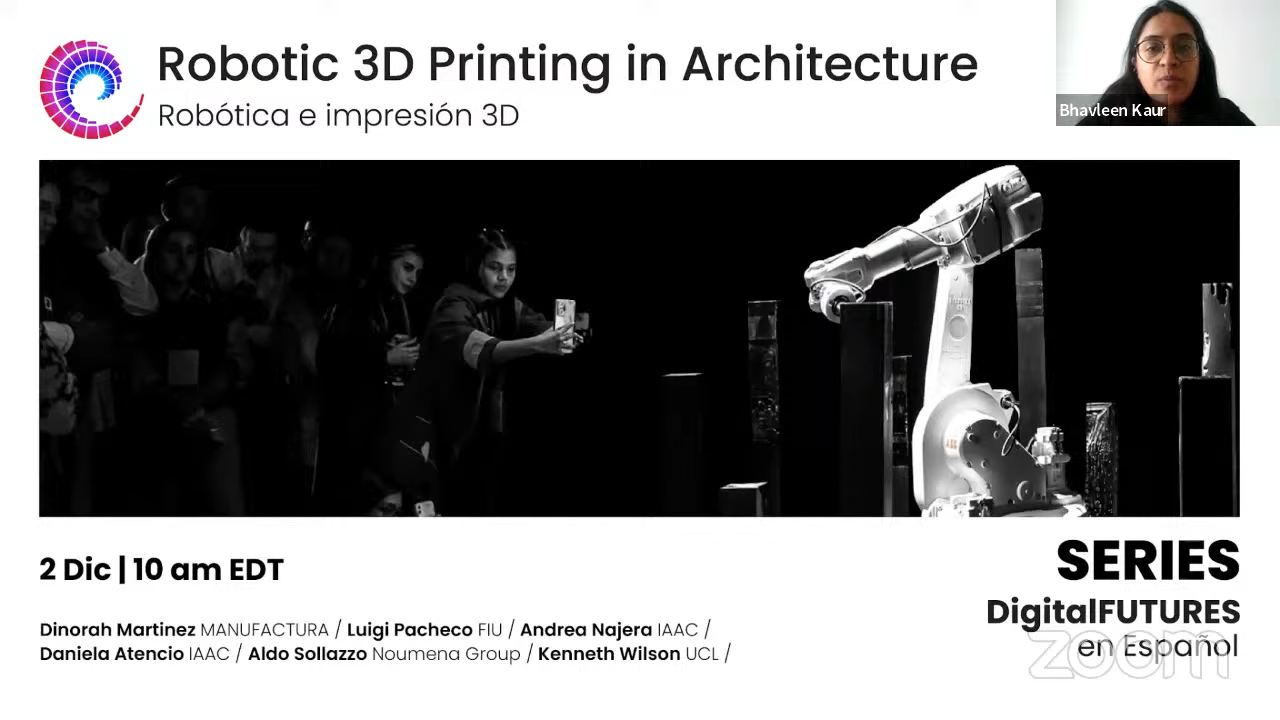 Robotic 3D Printing in Architecture
Robótica e impresión 3D
Bhavleen Kaur
2 Dic | 10 am EDT
SERIES
DigitalFUTURES
en Español
zoom
Dinorah Martinez MANUFACTURA / Luigi Pacheco FIU / Andrea Najera IAAC /
Daniela Atencio IAAC / Aldo Sollazzo Noumena Group / Kenneth Wilson UCL /